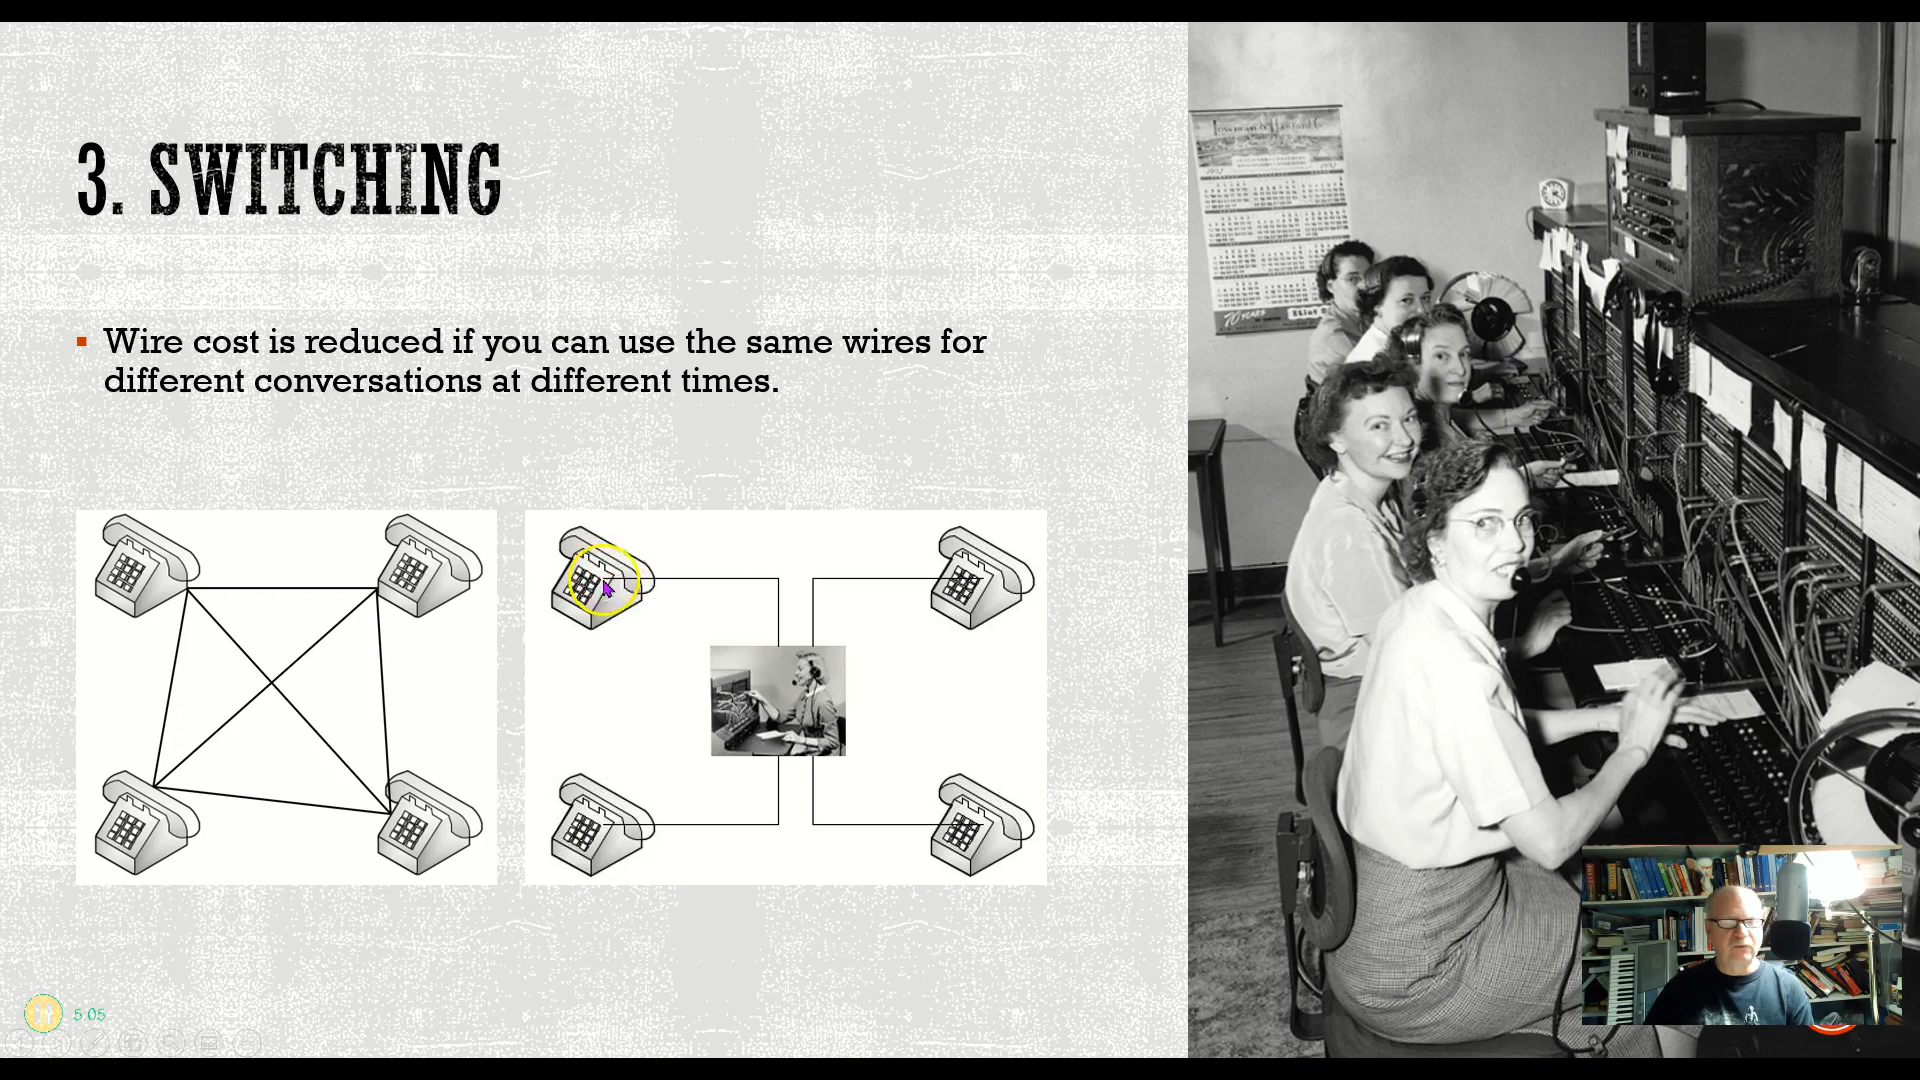 3. SWITCHING
Wire cost is reduced if you can use the same wires for
different conversations at different times.
5:05